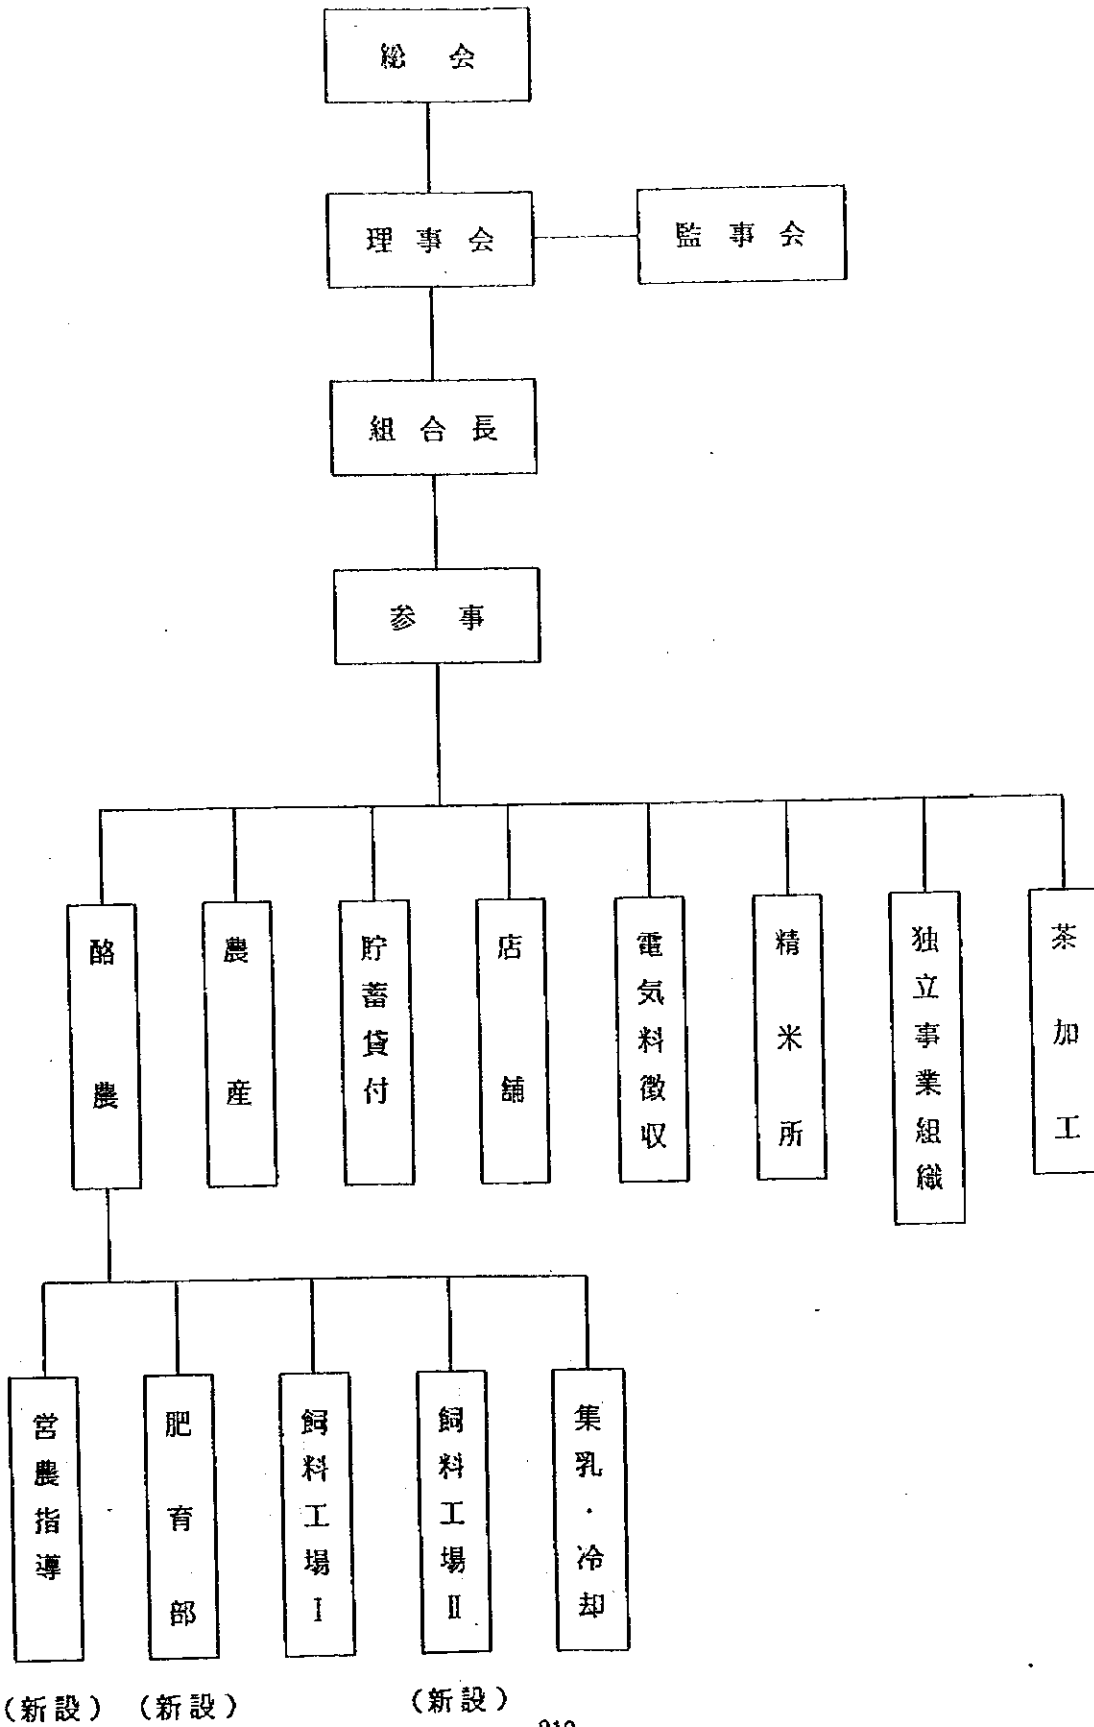 総会
理事会
監事会
組合長
参事
酪農
農産
貯蓄貸付
店舗
電気料徴収
精米所
独立事業組織
茶加工
営農指導
肥育部
飼料工場Ⅰ
飼料工場Ⅱ
集乳・冷却
(新設)
(新設)
(新設)